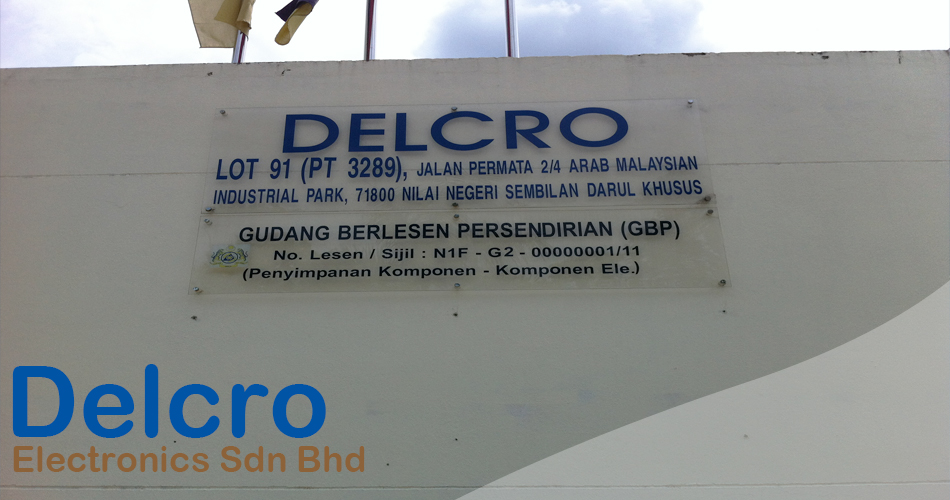 DELCRO
LOT 91 (PT 3289), JALAN PERMATA 2/4 ARAB MALAYSIAN
INDUSTRIAL PARK, 71800 NILAI NEGERI SEMBILAN DARUL KHUSUS
GUDANG BERLESEN PERSENDIRIAN (GBP)
No. Lesen / Sijil : N1F - G2 - 00000001/11
(Penyimpanan Komponen - Komponen Ele.)
Delcro
Electronics Sdn Bhd